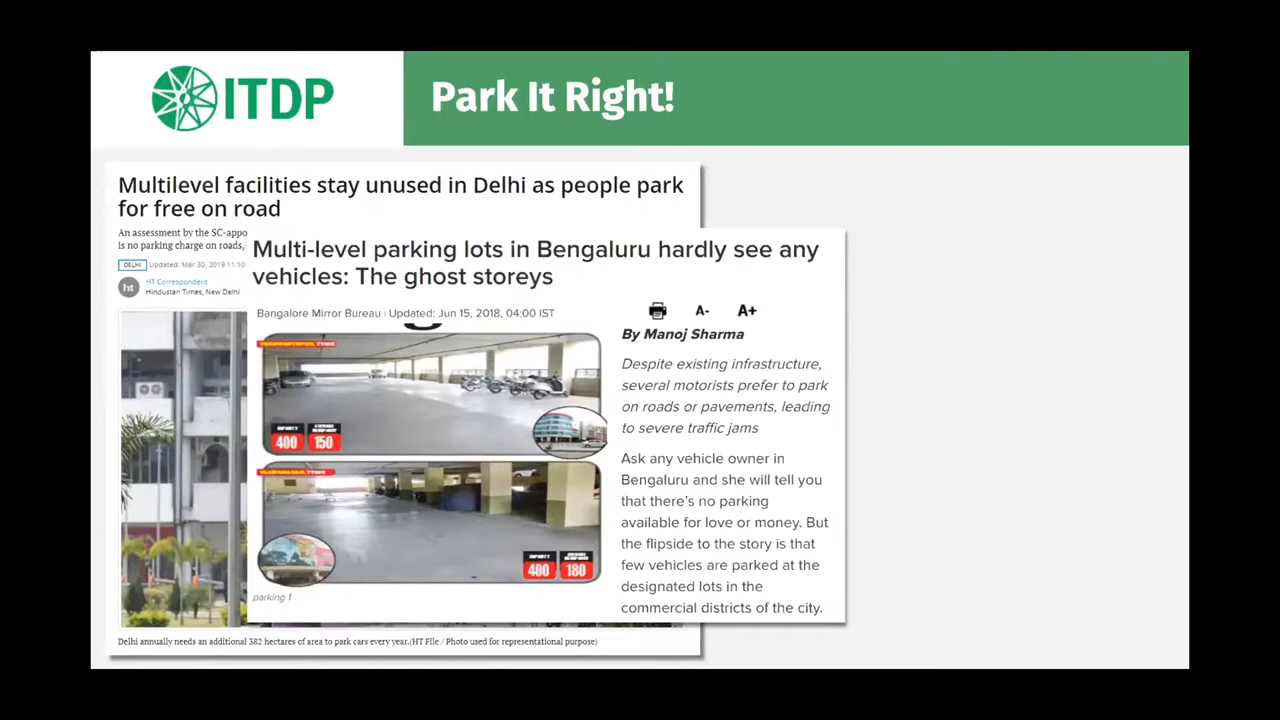 ITDP
Park It Right!
Multilevel facilities stay unused in Delhi as people park
for free on road
An assessment by the SC-appo
is no parking charge on roads,
DELHI Updated: Mar 30, 2019 11:10
ht
HT Correspondent
Hindustan Times, New Delhi
Multi-level parking lots in Bengaluru hardly see any
vehicles: The ghost storeys
Bangalore Mirror Bureau | Updated: Jun 15, 2018, 04:00 IST
A- A+
By Manoj Sharma
Despite existing infrastructure,
several motorists prefer to park
on roads or pavements, leading
to severe traffic jams
Ask any vehicle owner in
Bengaluru and she will tell you
that there's no parking
available for love or money. But
the flipside to the story is that
few vehicles are parked at the
designated lots in the
commercial districts of the city.
400 150
400 180
parking 1
Delhi annually needs an additional 382 hectares of area to park cars every year.(HT File / Photo used for representational purpose)